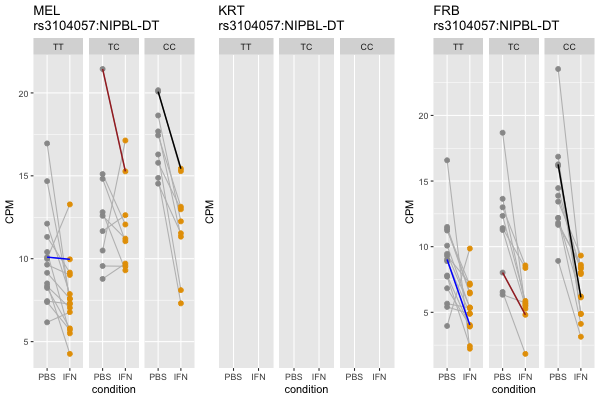 MEL
rs3104057:NIPBL-DT
TT TC CC
CPM
20
15
10
5
PBS IFN PBS IFN PBS IFN
condition
KRT
rs3104057:NIPBL-DT
TT TC CC
CPM
PBS IFN PBS IFN PBS IFN
condition
FRB
rs3104057:NIPBL-DT
TT TC CC
CPM
20
15
10
5
PBS IFN PBS IFN PBS IFN
condition